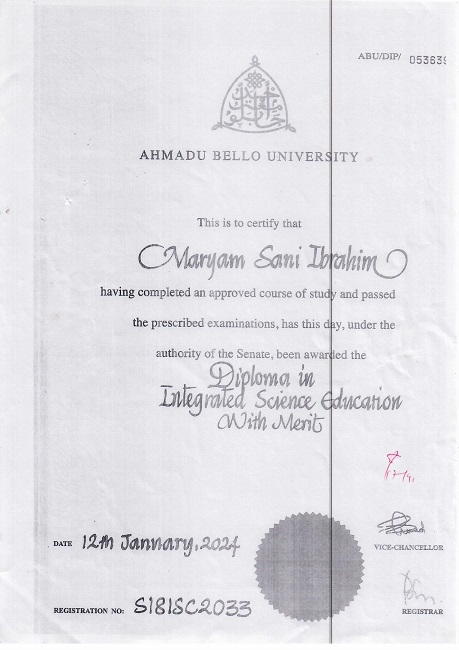 ABU/DIP/ 053639
AHMADU BELLO UNIVERSITY
This is to certify that
Maryam Sani Ibrahim
having completed an approved course of study and passed
the prescribed examinations, has this day, under the
authority of the Senate, been awarded the
Diploma in
Integrated Science Education
With Merit
DATE 12th January, 2024
VICE-CHANCELLOR
REGISTRATION NO: S18ISC2033
REGISTRAR